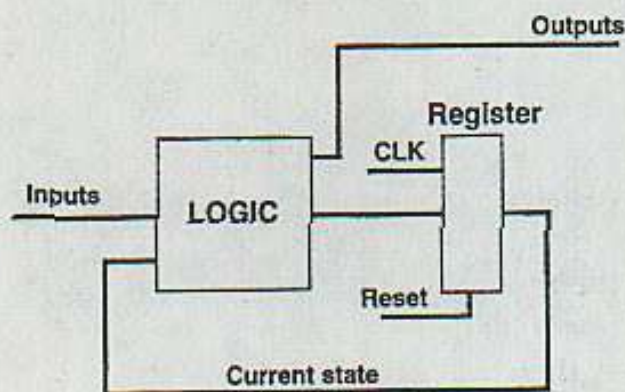 Outputs
Register
CLK
Inputs
LOGIC
Reset
Current state